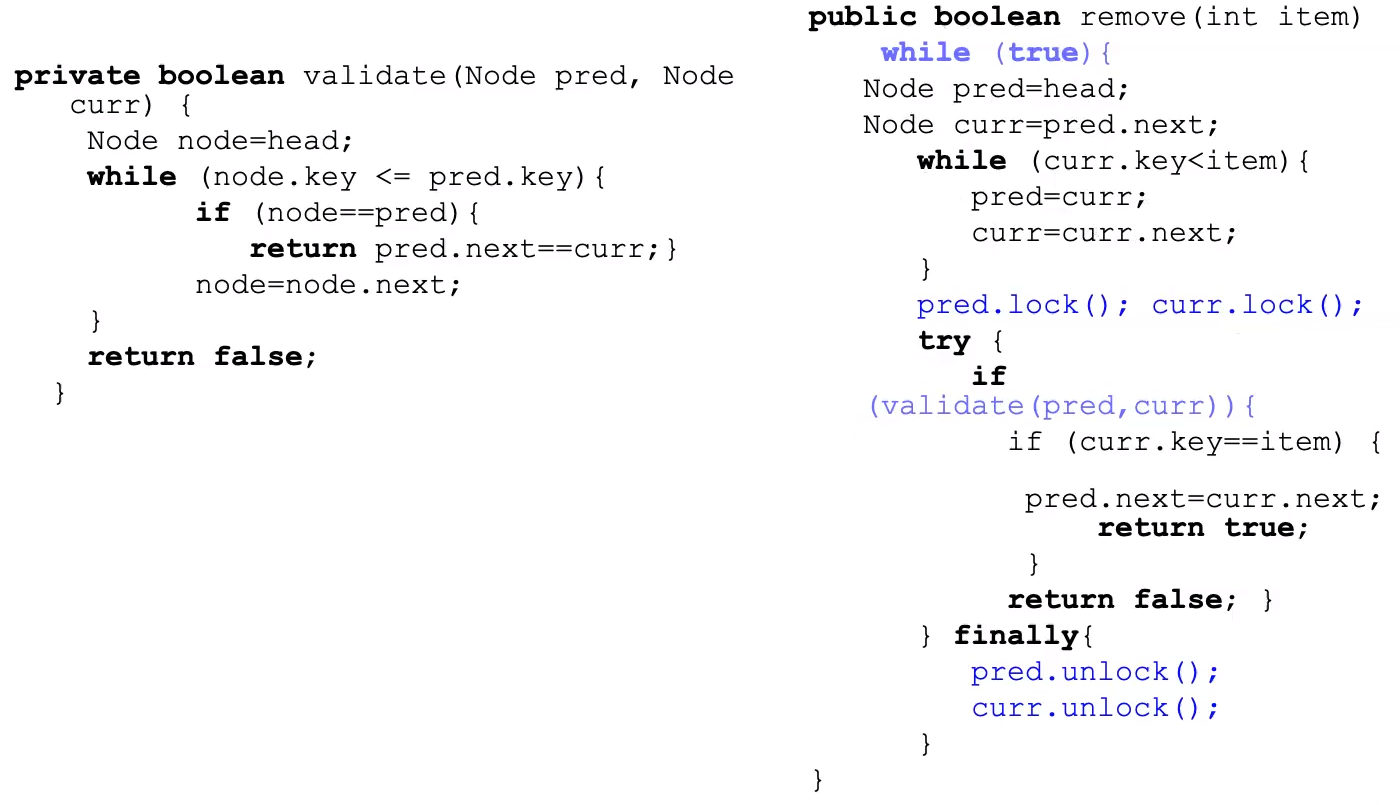 private boolean validate(Node pred, Node
curr) {
Node node=head;
while (node.key <= pred.key){
if (node==pred){
return pred.next==curr;}
node=node.next;
}
return false;
}
public boolean remove(int item)
while (true){
Node pred=head;
Node curr=pred.next;
while (curr.key<item){
pred=curr;
curr=curr.next;
}
pred.lock(); curr.lock();
try {
if
(validate(pred,curr)){
if (curr.key==item) {
pred.next=curr.next;
return true;
}
return false; }
} finally{
pred.unlock();
curr.unlock();
}
}